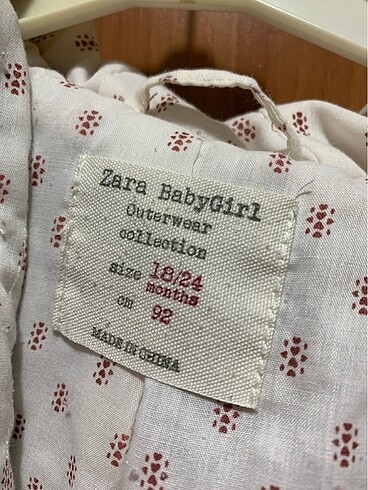 Zara BabyGirl
Outerwear
collection
size 18/24
months
cm 92
MADE IN CHINA